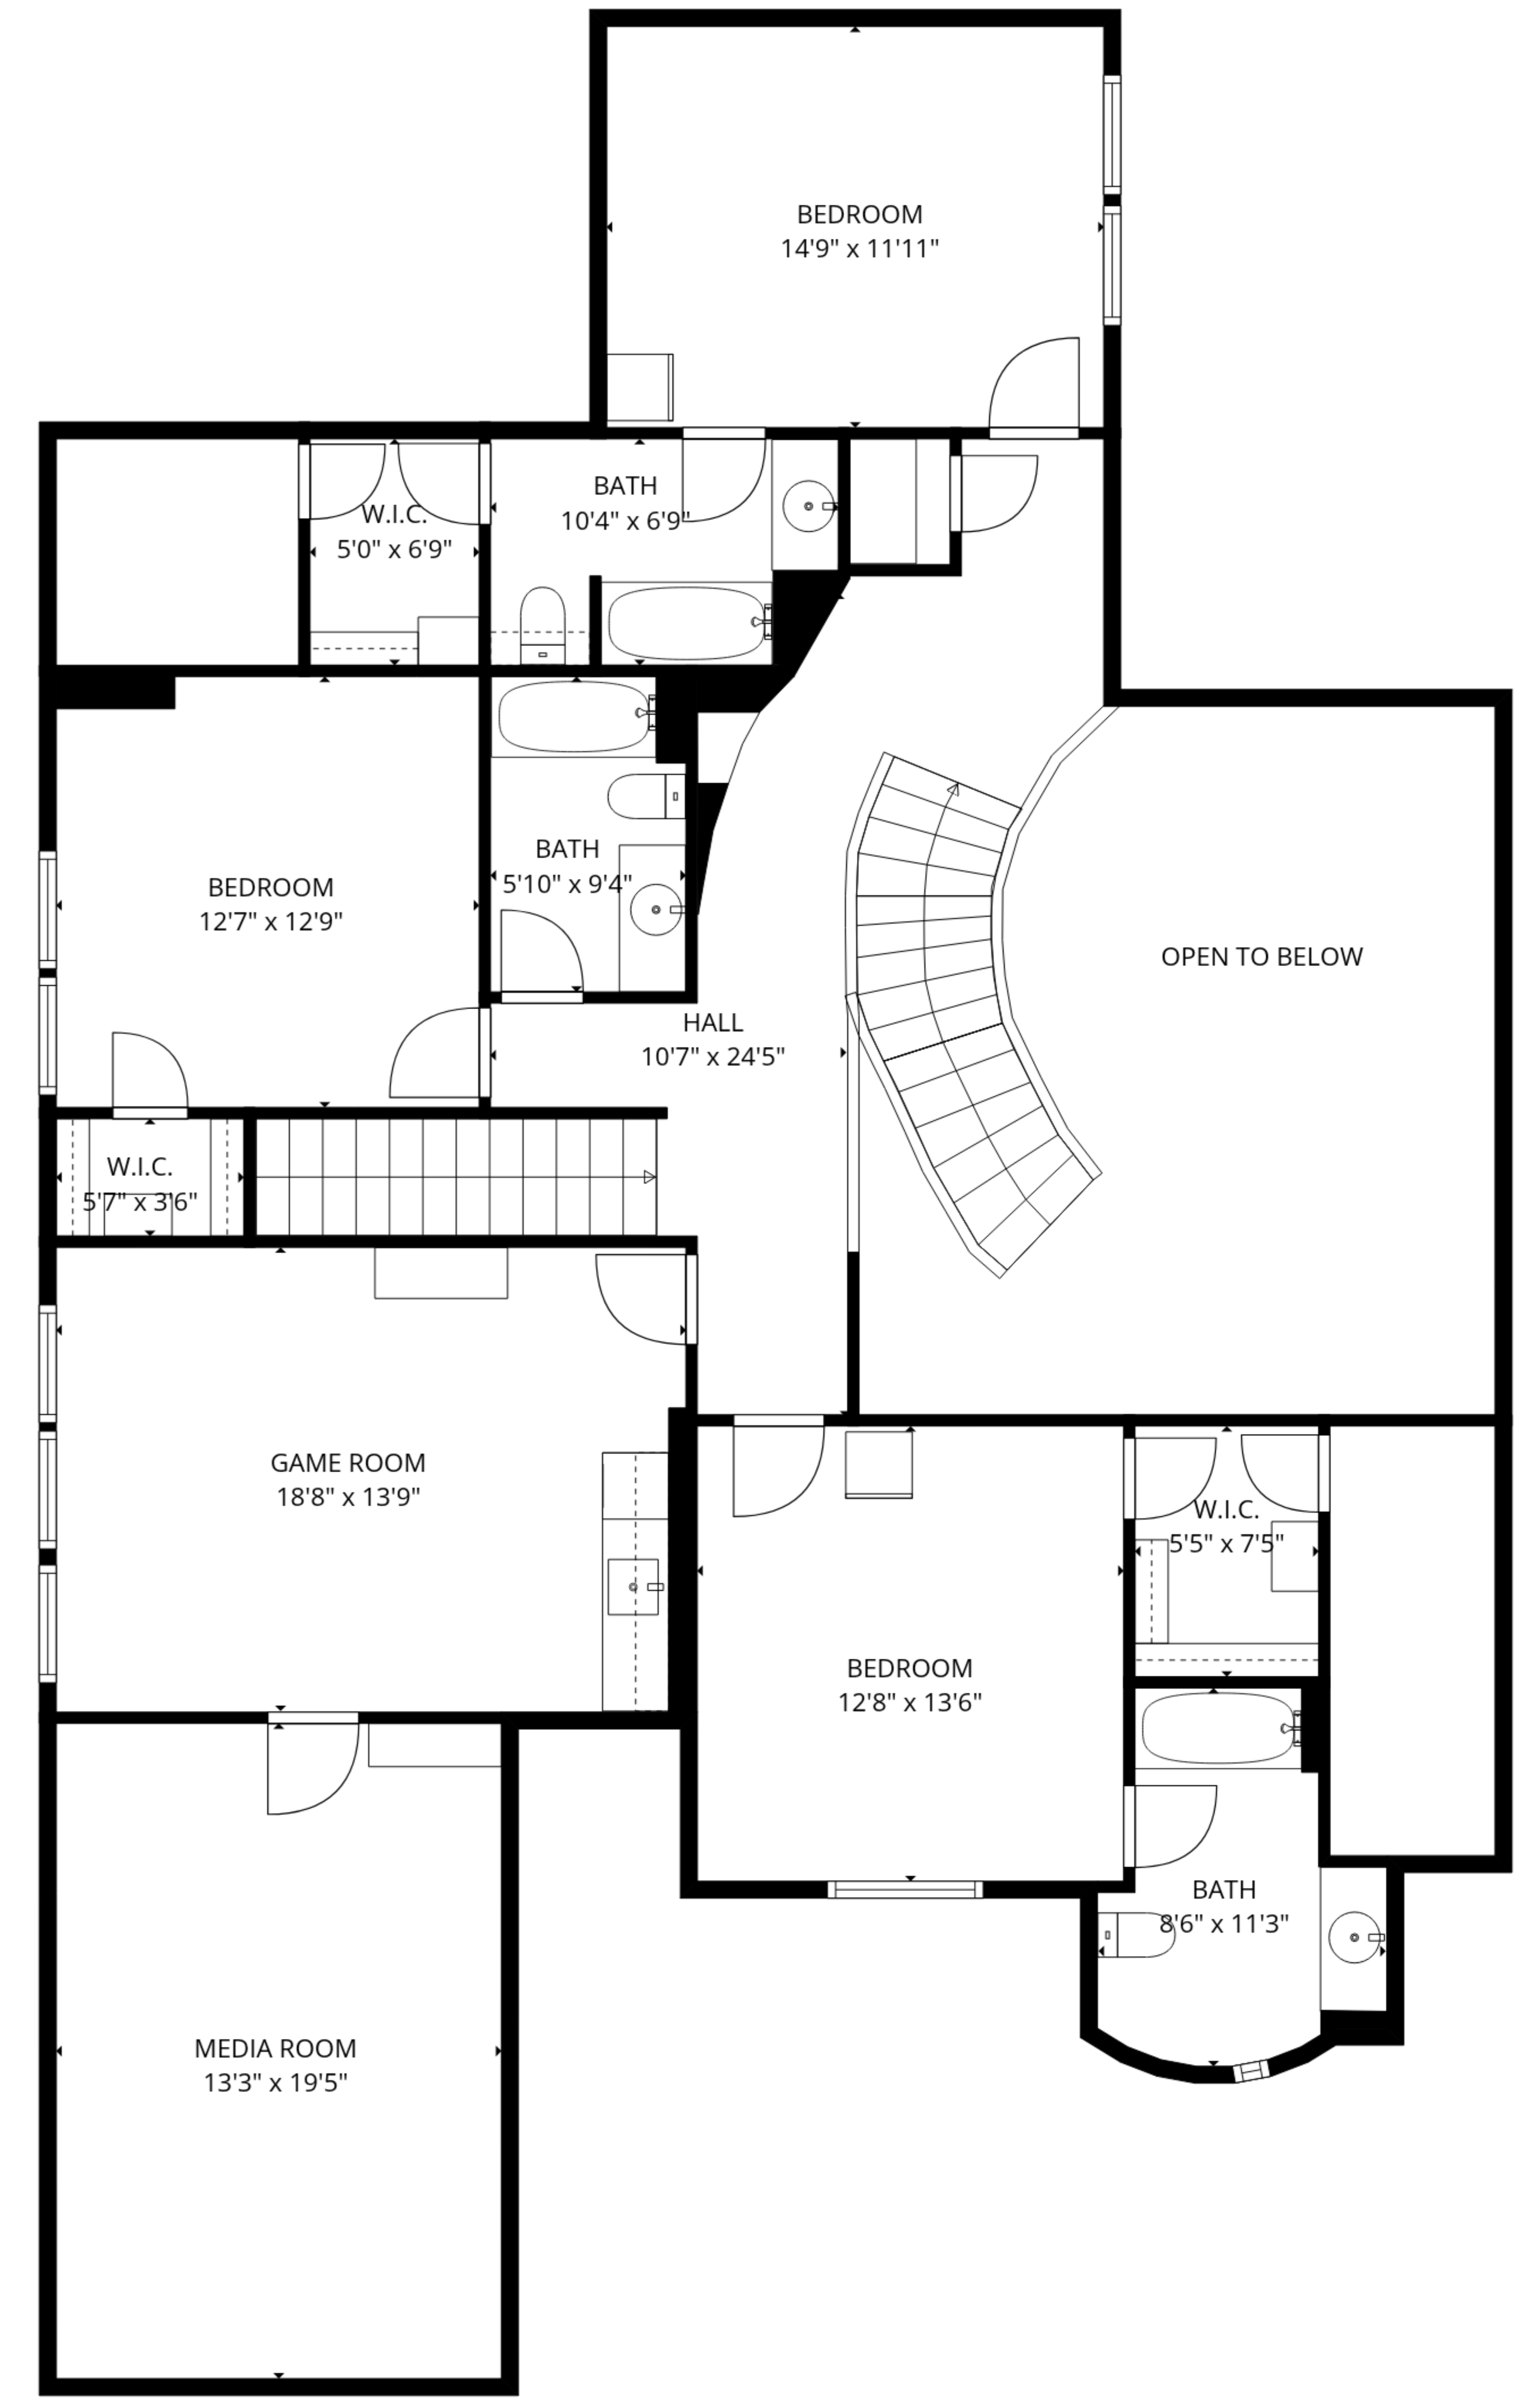 BEDROOM
14'9" x 11'11"
BATH
10'4" x 6'9"
W.I.C.
5'0" x 6'9"
BATH
5'10" x 9'4"
BEDROOM
12'7" x 12'9"
OPEN TO BELOW
HALL
10'7" x 24'5"
W.I.C.
5'7" x 3'6"
GAME ROOM
18'8" x 13'9"
W.I.C.
5'5" x 7'5"
BEDROOM
12'8" x 13'6"
BATH
8'6" x 11'3"
MEDIA ROOM
13'3" x 19'5"